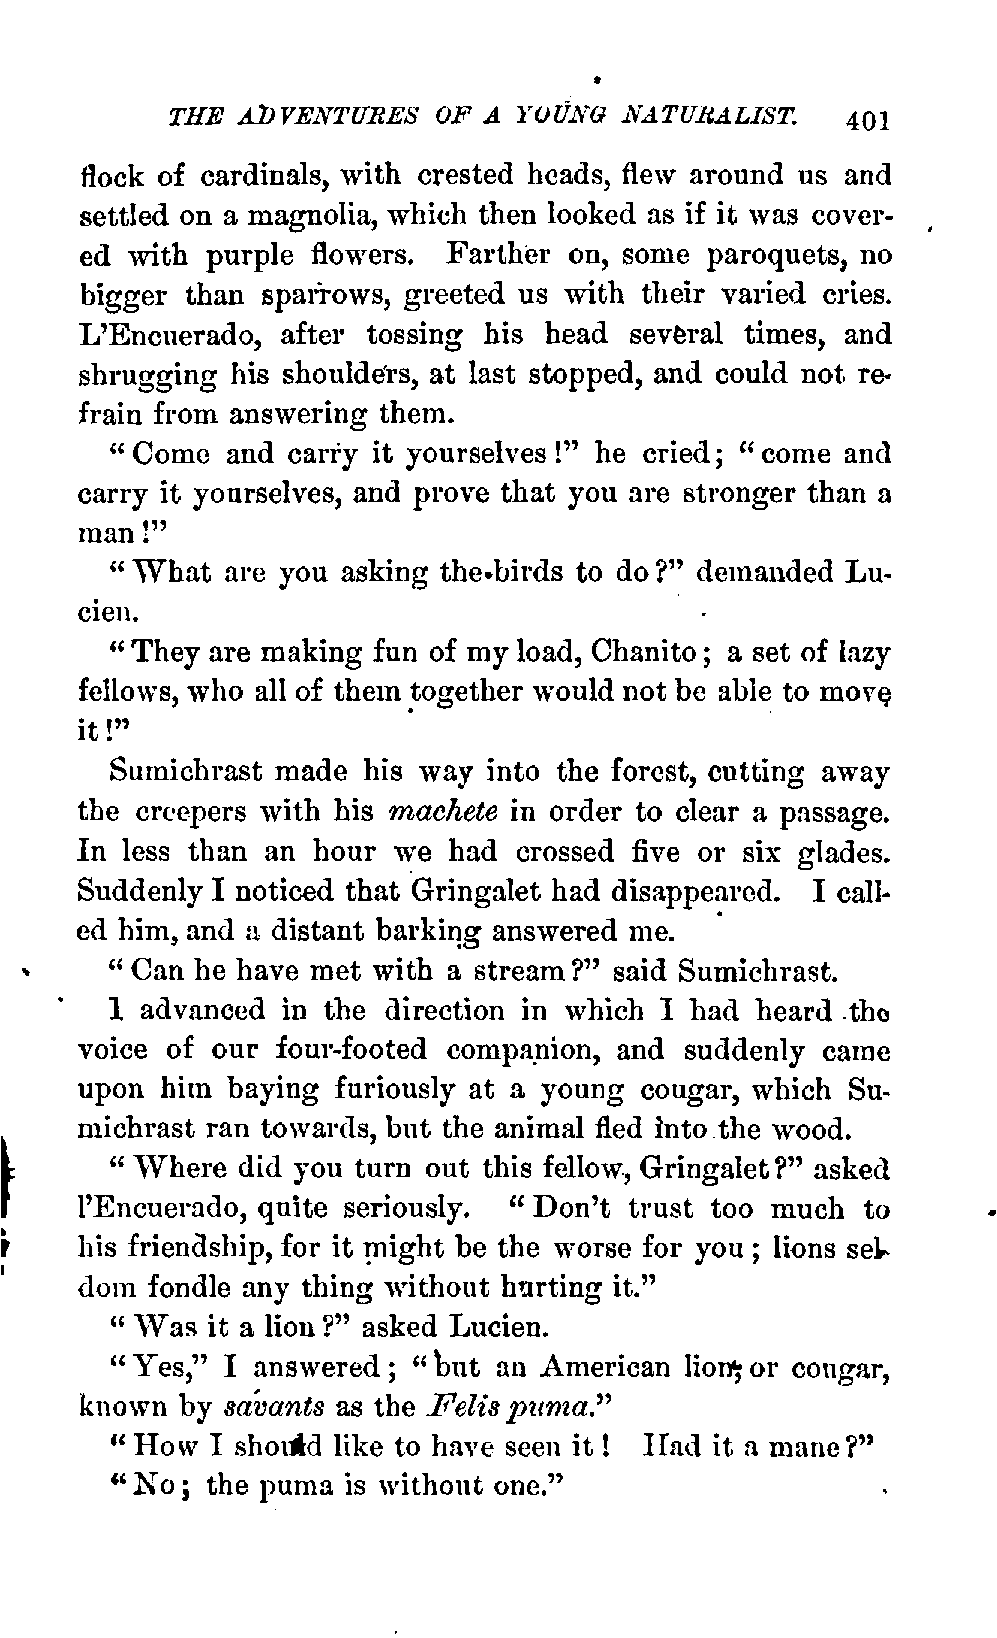 THE ADVENTURES OF A YOUNG NATURALIST. 401
flock of cardinals, with crested heads, flew around us and
settled on a magnolia, which then looked as if it was cover-
ed with purple flowers. Farther on, some paroquets, no
bigger than sparrows, greeted us with their varied cries.
L'Encuerado, after tossing his head several times, and
shrugging his shoulders, at last stopped, and could not re-
frain from answering them.
"Come and carry it yourselves!" he cried; "come and
carry it yourselves, and prove that you are stronger than a
man!"
"What are you asking the birds to do?" demanded Lu-
cien.
"They are making fun of my load, Chanito; a set of lazy
fellows, who all of them together would not be able to move
it!"
Sumichrast made his way into the forest, cutting away
the creepers with his machete in order to clear a passage.
In less than an hour we had crossed five or six glades.
Suddenly I noticed that Gringalet had disappeared. I call-
ed him, and a distant barking answered me.
"Can he have met with a stream?" said Sumichrast.
I advanced in the direction in which I had heard the
voice of our four-footed companion, and suddenly came
upon him baying furiously at a young cougar, which Su-
michrast ran towards, but the animal fled into the wood.
"Where did you turn out this fellow, Gringalet?" asked
l'Encuerado, quite seriously. "Don't trust too much to
his friendship, for it might be the worse for you; lions sel-
dom fondle any thing without hurting it."
"Was it a lion?" asked Lucien.
"Yes," I answered; "but an American lion, or cougar,
known by savants as the Felis puma."
"How I should like to have seen it! Had it a mane?"
"No; the puma is without one."